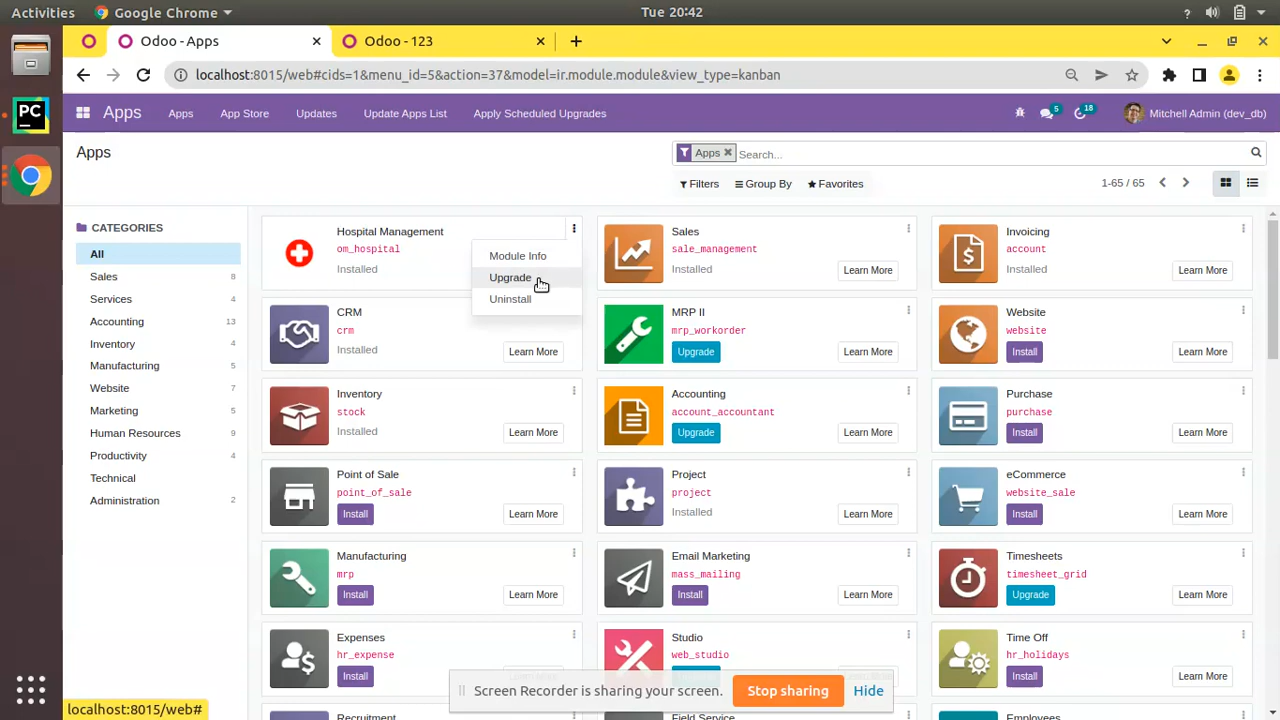 Activities
Google Chrome
Tue 20:42
Odoo - Apps
Odoo - 123
localhost:8015/web#cids=1&menu_id=5&action=37&model=ir.module.module&view_type=kanban
Apps
Apps
App Store
Updates
Update Apps List
Apply Scheduled Upgrades
5
18
Mitchell Admin (dev_db)
Apps
Apps
Search...
Filters
Group By
Favorites
1-65 / 65
CATEGORIES
All
Sales 8
Services 4
Accounting 13
Inventory 4
Manufacturing 5
Website 7
Marketing 5
Human Resources 9
Productivity 4
Technical
Administration 2
Hospital Management
om_hospital
Installed
Module Info
Upgrade
Uninstall
Sales
sale_management
Installed
Learn More
Invoicing
account
Installed
Learn More
CRM
crm
Installed
Learn More
MRP II
mrp_workorder
Upgrade
Learn More
Website
website
Install
Learn More
Inventory
stock
Installed
Learn More
Accounting
account_accountant
Upgrade
Learn More
Purchase
purchase
Install
Learn More
Point of Sale
point_of_sale
Install
Learn More
Project
project
Installed
Learn More
eCommerce
website_sale
Install
Learn More
Manufacturing
mrp
Install
Learn More
Email Marketing
mass_mailing
Install
Learn More
Timesheets
timesheet_grid
Upgrade
Learn More
Expenses
hr_expense
Install
Studio
web_studio
Time Off
hr_holidays
Install
Learn More
Recruitment
Field Service
Employees
Screen Recorder is sharing your screen.
Stop sharing
Hide
localhost:8015/web#
PC